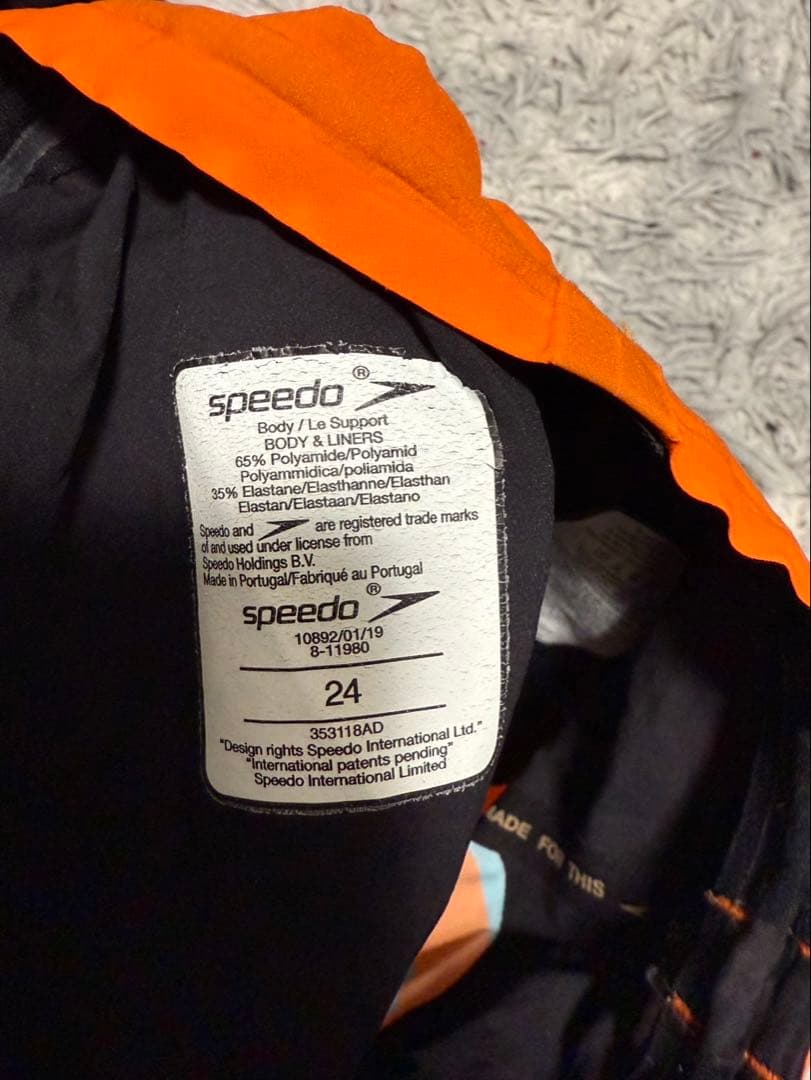 speedo®
Body / Le Support
BODY & LINERS
65% Polyamide/Polyamid
Polyammidica/poliamida
35% Elastane/Elasthanne/Elasthan
Elastan/Elastaan/Elastano
Speedo and are registered trade marks
of and used under license from
Speedo Holdings B.V.
Made in Portugal/Fabriqué au Portugal
speedo®
10892/01/19
8-11980
24
353118AD
"Design rights Speedo International Ltd."
"International patents pending"
Speedo International Limited
MADE FOR THIS